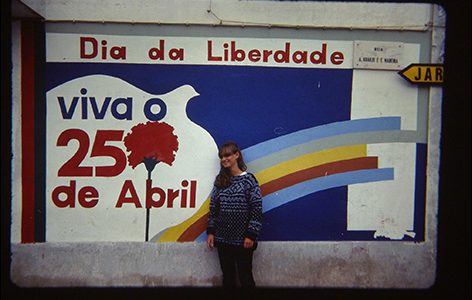 Dia da Liberdade
viva o
25
de Abril
JAR